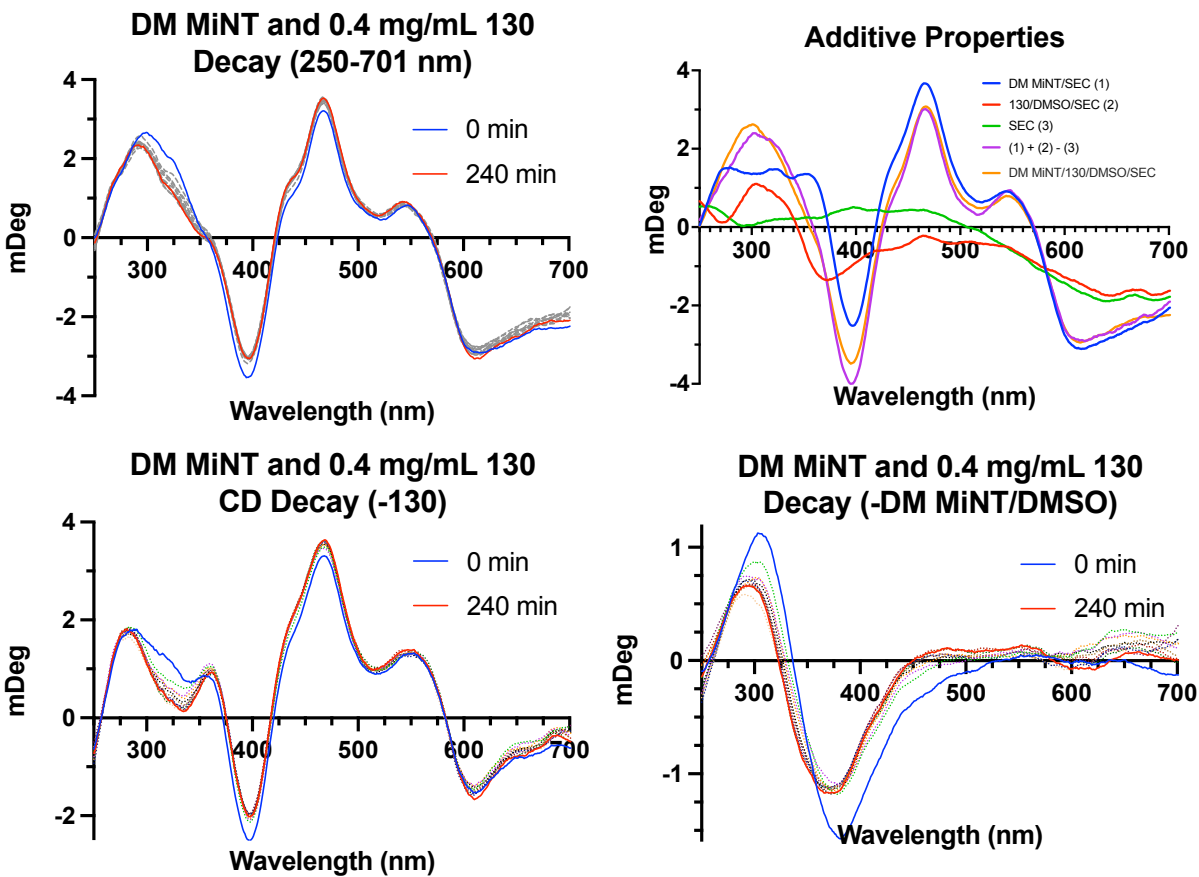 DM MiNT and 0.4 mg/mL 130
Decay (250-701 nm)
4
2
0
-2
-4
300
400
500
600
700
mDeg
Wavelength (nm)
0 min
240 min
Additive Properties
4
2
0
-2
-4
300
400
500
600
700
mDeg
Wavelength (nm)
DM MiNT/SEC (1)
130/DMSO/SEC (2)
SEC (3)
(1) + (2) - (3)
DM MiNT/130/DMSO/SEC
DM MiNT and 0.4 mg/mL 130
CD Decay (-130)
4
2
0
-2
300
400
500
600
700
mDeg
Wavelength (nm)
0 min
240 min
DM MiNT and 0.4 mg/mL 130
Decay (-DM MiNT/DMSO)
1
0
-1
300
400
500
600
700
mDeg
Wavelength (nm)
0 min
240 min